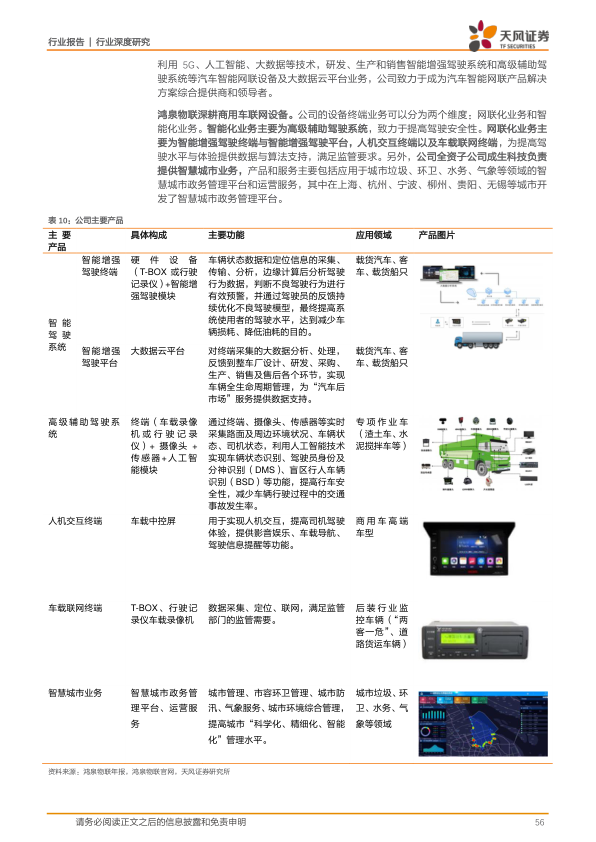 行业报告 | 行业深度研究
天风证券
TF SECURITIES
利用 5G、人工智能、大数据等技术，研发、生产和销售智能增强驾驶系统和高级辅助驾
驶系统等汽车智能网联设备及大数据云平台业务，公司致力于成为汽车智能网联产品解决
方案综合提供商和领导者。
鸿泉物联深耕商用车联网设备。公司的设备终端业务可以分为两个维度：网联化业务和智
能化业务。智能化业务主要为高级辅助驾驶系统，致力于提高驾驶安全性。网联化业务主
要为智能增强驾驶终端与智能增强驾驶平台，人机交互终端以及车载联网终端，为提高驾
驶水平与体验提供数据与算法支持，满足监管要求。另外，公司全资子公司成生科技负责
提供智慧城市业务，产品和服务主要包括应用于城市垃圾、环卫、水务、气象等领域的智
慧城市政务管理平台和运营服务，其中在上海、杭州、宁波、柳州、贵阳、无锡等城市开
发了智慧城市政务管理平台。
表 10：公司主要产品
主要 具体构成 主要功能 应用领域 产品图片
产品
智能增强 硬件设备 车辆状态数据和定位信息的采集、 载货汽车、客
驾驶终端 （T-BOX 或行驶 传输、分析，边缘计算后分析驾驶 车、载货船只
记录仪）+智能增 行为数据，判断不良驾驶行为进行
强驾驶模块 有效预警，并通过驾驶员的反馈持
续优化不良驾驶模型，最终提高系
智能 统使用者的驾驶水平，达到减少车
驾驶 辆损耗、降低油耗的目的。
系统
智能增强 大数据云平台 对终端采集的大数据分析、处理， 载货汽车、客
驾驶平台 反馈到整车厂设计、研发、采购、 车、载货船只
生产、销售及售后各个环节，实现
车辆全生命周期管理，为“汽车后
市场”服务提供数据支持。
高级辅助驾驶系 终端（车载录像 通过终端、摄像头、传感器等实时 专项作业车
统 机或行驶记录 采集路面及周边环境状况、车辆状 （渣土车、水
仪）+ 摄像头 + 态、司机状态，利用人工智能技术 泥搅拌车等）
传感器+人工智 实现车辆状态识别、驾驶员身份及
能模块 分神识别（DMS）、盲区行人车辆
识别（BSD）等功能，提高行车安
全性，减少车辆行驶过程中的交通
事故发生率。
人机交互终端 车载中控屏 用于实现人机交互，提高司机驾驶 商用车高端
体验，提供影音娱乐、车载导航、 车型
驾驶信息提醒等功能。
车载联网终端 T-BOX、行驶记 数据采集、定位、联网，满足监管 后装行业监
录仪车载录像机 部门的监管需要。 控车辆（“两
客一危”、道
路货运车辆）
智慧城市业务 智慧城市政务管 城市管理、市容环卫管理、城市防 城市垃圾、环
理平台、运营服 汛、气象服务、城市环境综合管理， 卫、水务、气
务 提高城市“科学化、精细化、智能 象等领域
化”管理水平。
资料来源：鸿泉物联年报，鸿泉物联官网，天风证券研究所
请务必阅读正文之后的信息披露和免责申明 56